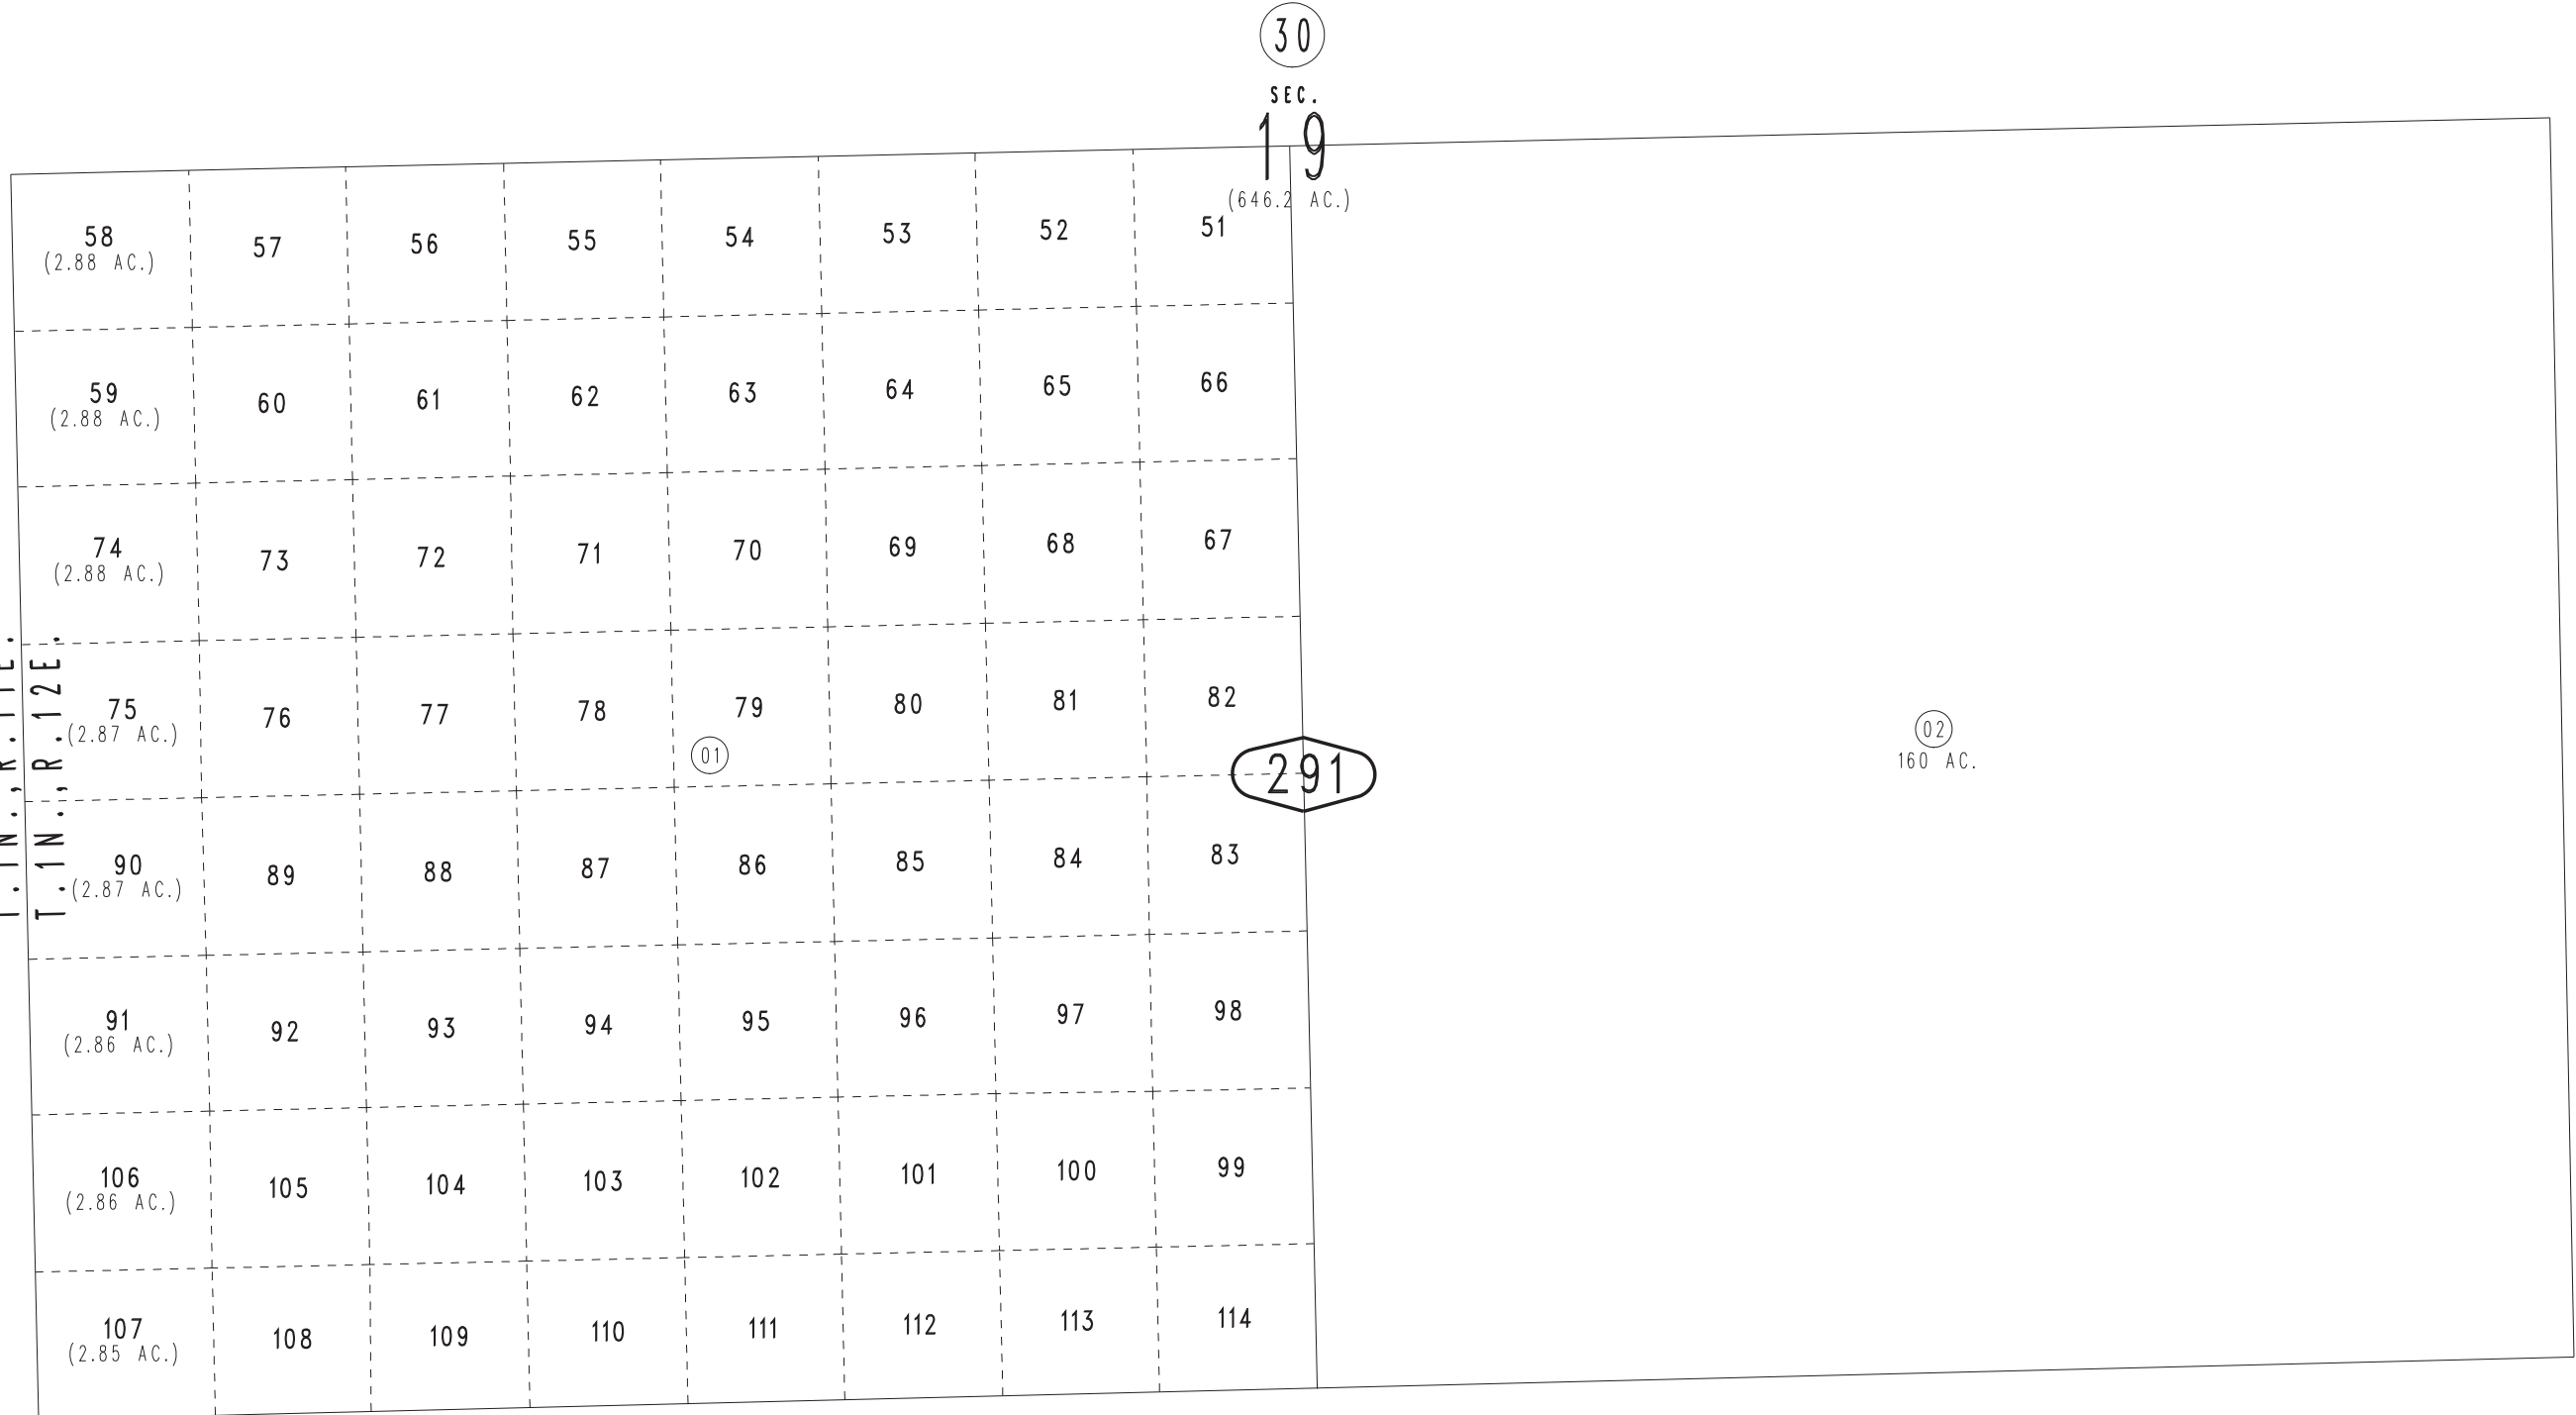 30
SEC.
19
(646.2 AC.)
58 57 56 55 54 53 52 51
(2.88 AC.)
59 60 61 62 63 64 65 66
(2.88 AC.)
74 73 72 71 70 69 68 67
(2.88 AC.)
T.1N.,R.11E.
T.1N.,R.12E.
75 76 77 78 79 80 81 82
(2.87 AC.)
01
291
02
160 AC.
90 89 88 87 86 85 84 83
(2.87 AC.)
91 92 93 94 95 96 97 98
(2.86 AC.)
106 105 104 103 102 101 100 99
(2.86 AC.)
107 108 109 110 111 112 113 114
(2.85 AC.)